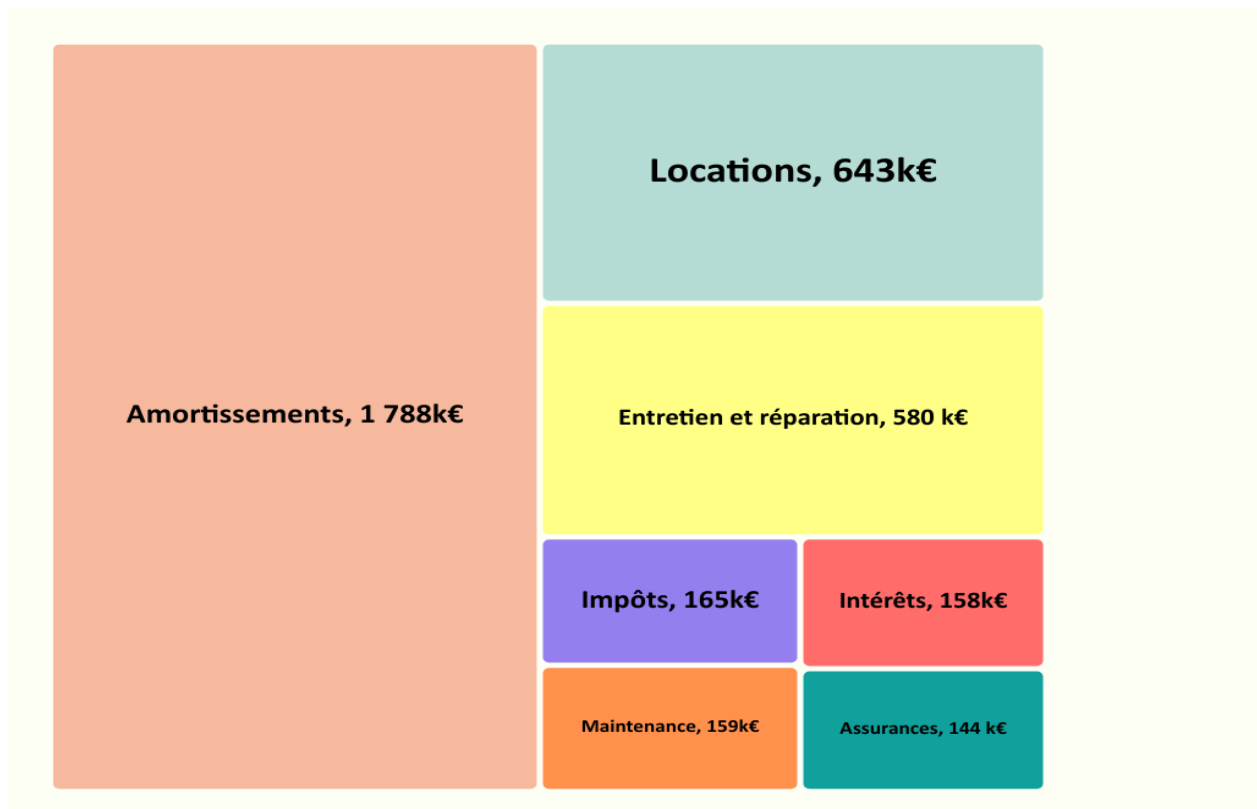 Locations, 643k€
Amortissements, 1 788k€
Entretien et réparation, 580 k€
Impôts, 165k€
Intérêts, 158k€
Maintenance, 159k€
Assurances, 144 k€